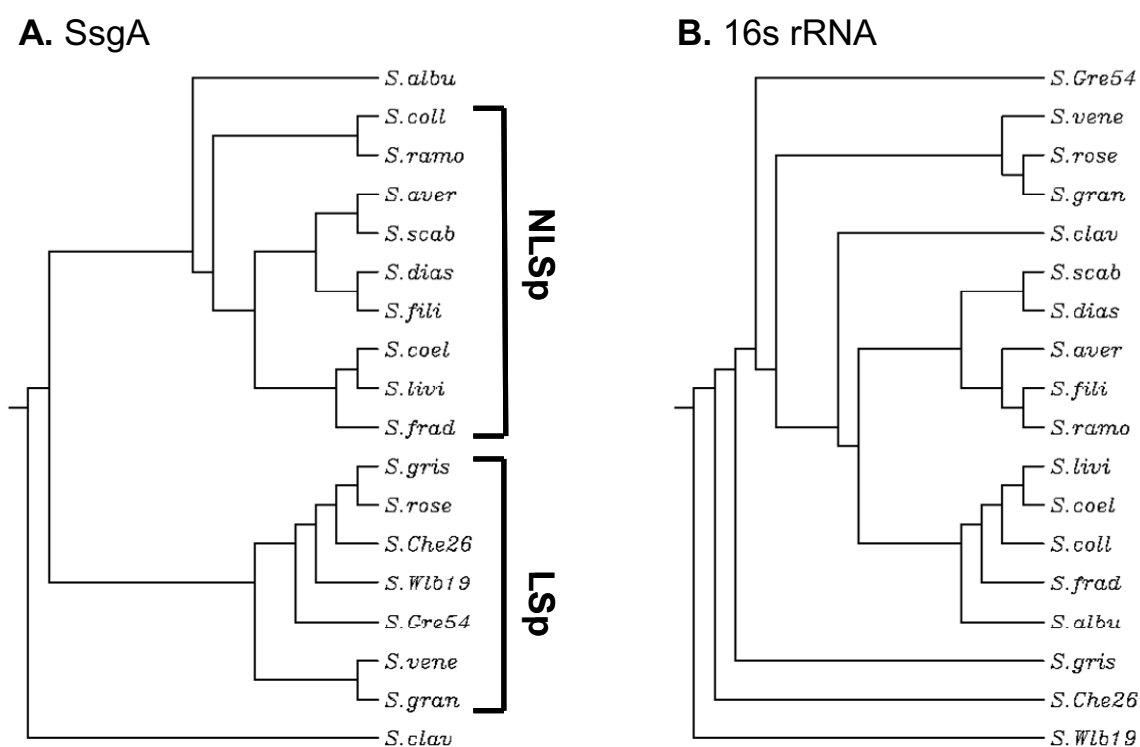 A. SsgA
S.albu
S.coll
S.ramo
S.aver
S.scab
S.dias
S.fili
S.coel
S.livi
S.frad
S.gris
S.rose
S.Che26
S.Wlb19
S.Gre54
S.vene
S.gran
S.clav
NLSp
LSp
B. 16s rRNA
S.Gre54
S.vene
S.rose
S.gran
S.clav
S.scab
S.dias
S.aver
S.fili
S.ramo
S.livi
S.coel
S.coll
S.frad
S.albu
S.gris
S.Che26
S.Wlb19